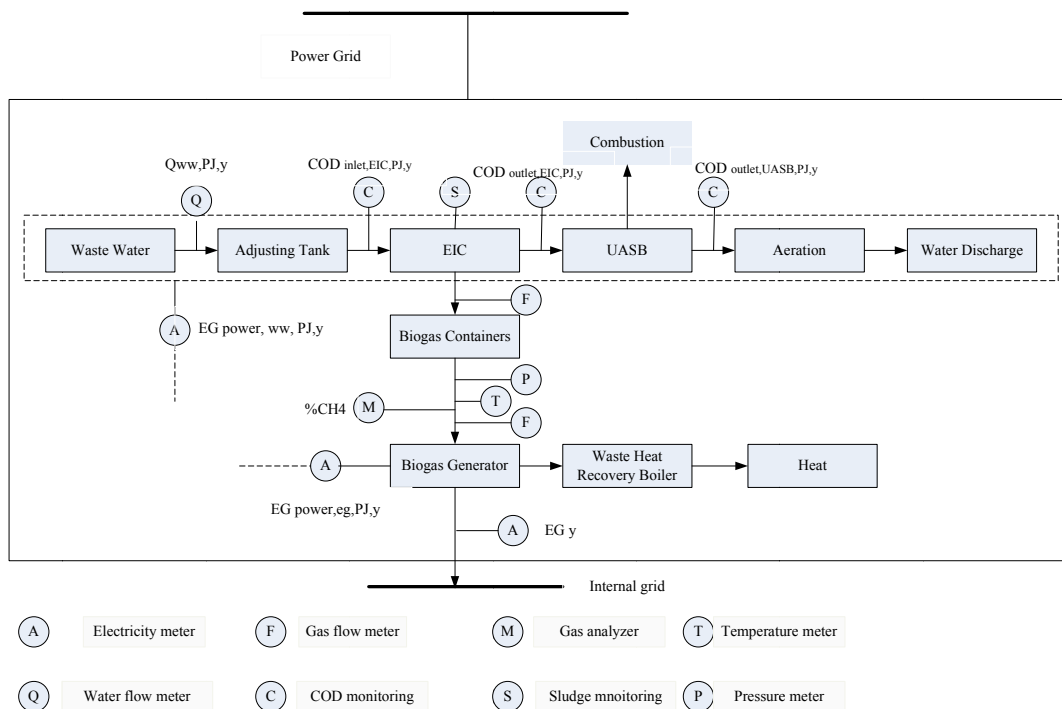 Power Grid
Combustion
Qww,PJ,y
COD inlet,EIC,PJ,y
COD outlet,EIC,PJ,y
COD outlet,UASB,PJ,y
Q
C
S
C
C
Waste Water
Adjusting Tank
EIC
UASB
Aeration
Water Discharge
F
A
EG power, ww, PJ,y
Biogas Containers
P
T
%CH4
M
F
A
Biogas Generator
Waste Heat
Recovery Boiler
Heat
EG power,eg,PJ,y
A
EG y
Internal grid
A
Electricity meter
F
Gas flow meter
M
Gas analyzer
T
Temperature meter
Q
Water flow meter
C
COD monitoring
S
Sludge mnoitoring
P
Pressure meter